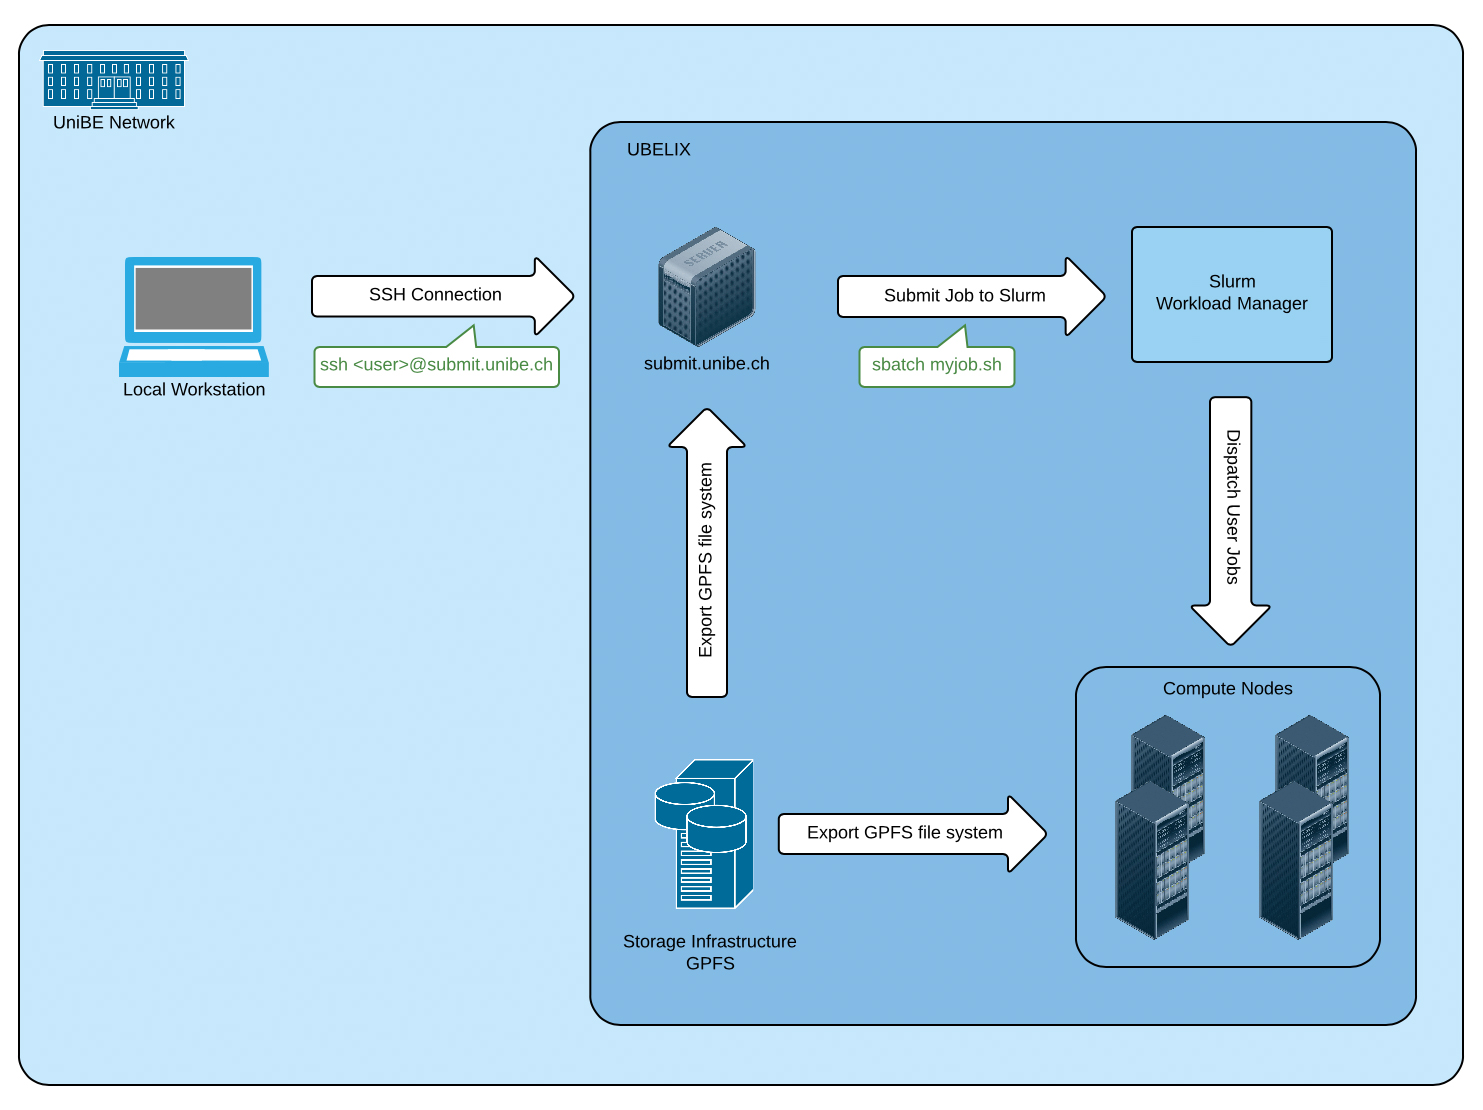 UniBE Network
UBELIX
SERVER
SSH Connection
ssh <user>@submit.unibe.ch
Local Workstation
submit.unibe.ch
Submit Job to Slurm
sbatch myjob.sh
Slurm
Workload Manager
Export GPFS file system
Dispatch User Jobs
Compute Nodes
Export GPFS file system
Storage Infrastructure
GPFS